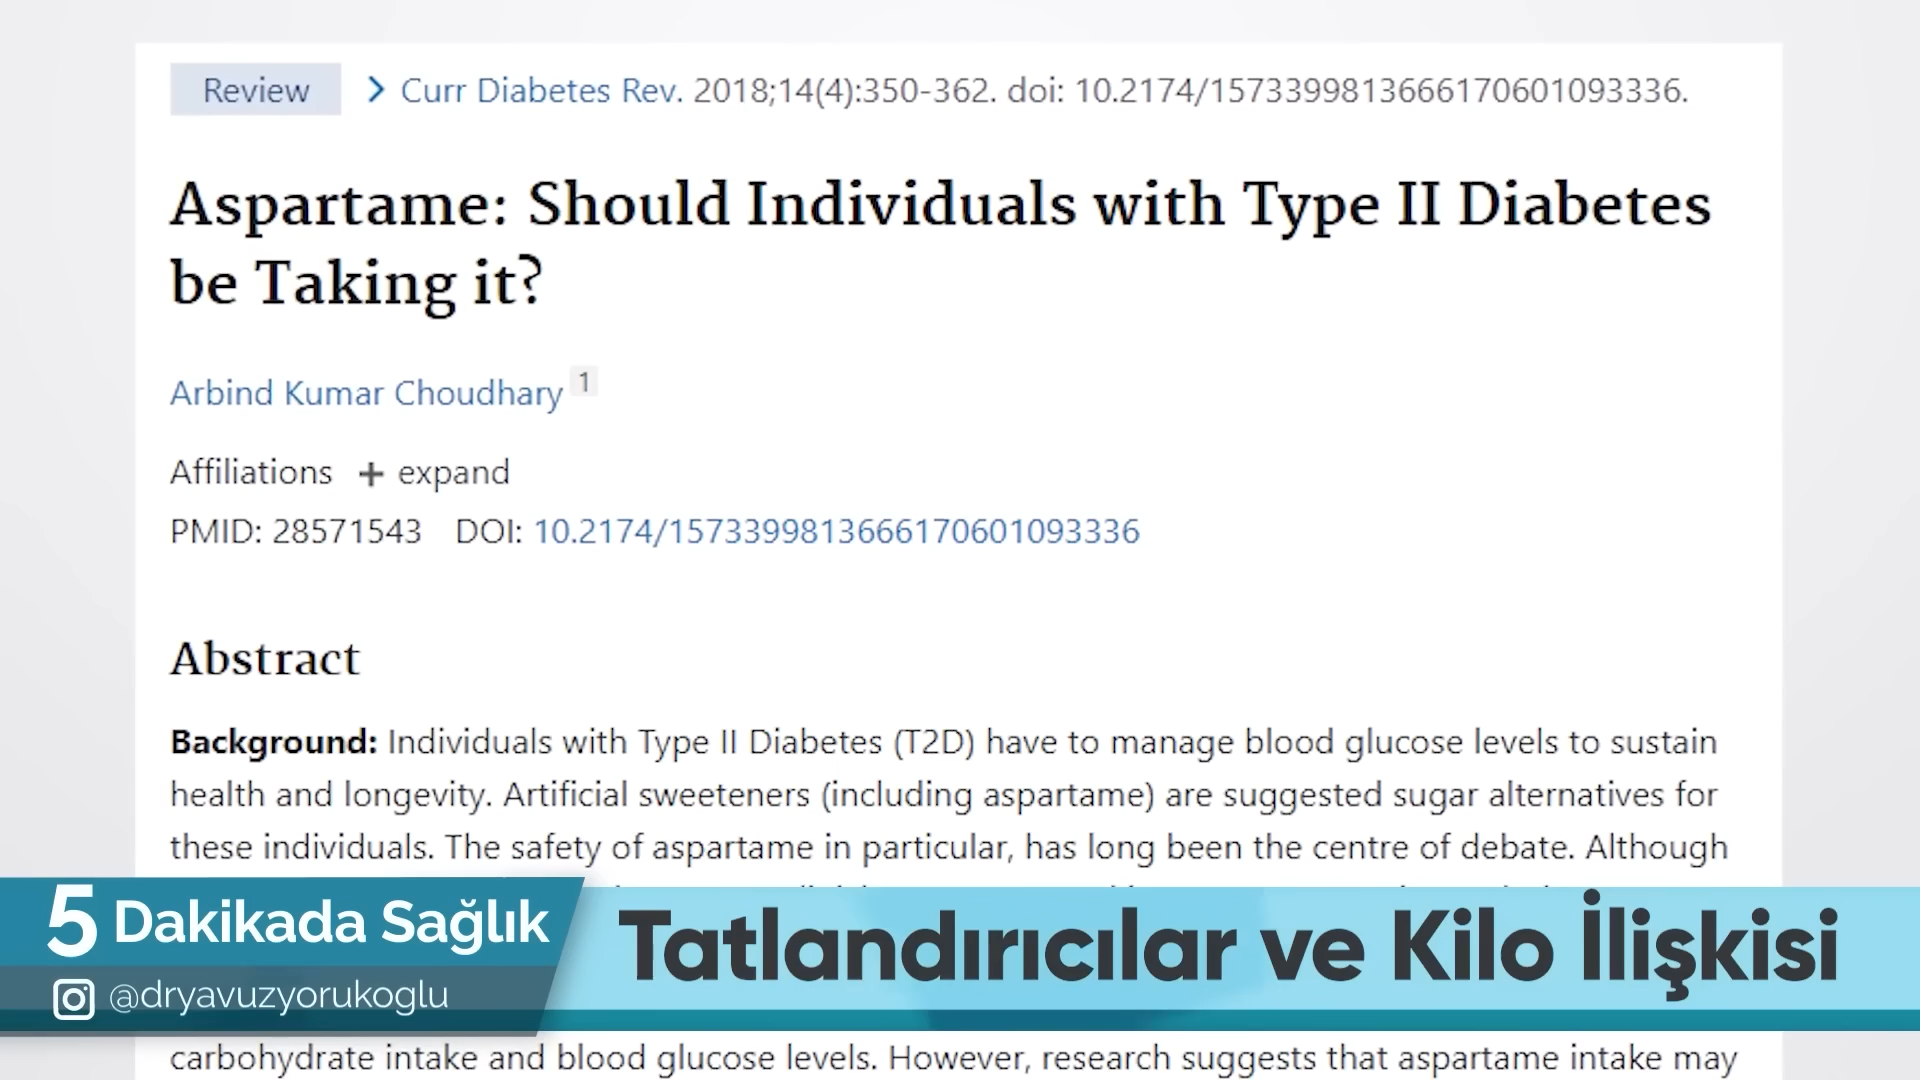 Review > Curr Diabetes Rev. 2018;14(4):350-362. doi: 10.2174/1573399813666170601093336.
Aspartame: Should Individuals with Type II Diabetes
be Taking it?
Arbind Kumar Choudhary 1
Affiliations + expand
PMID: 28571543 DOI: 10.2174/1573399813666170601093336
Abstract
Background: Individuals with Type II Diabetes (T2D) have to manage blood glucose levels to sustain
health and longevity. Artificial sweeteners (including aspartame) are suggested sugar alternatives for
these individuals. The safety of aspartame in particular, has long been the centre of debate. Although
5 Dakikada Sağlık
@dryavuzyorukoglu
Tatlandırıcılar ve Kilo İlişkisi
carbohydrate intake and blood glucose levels. However, research suggests that aspartame intake may